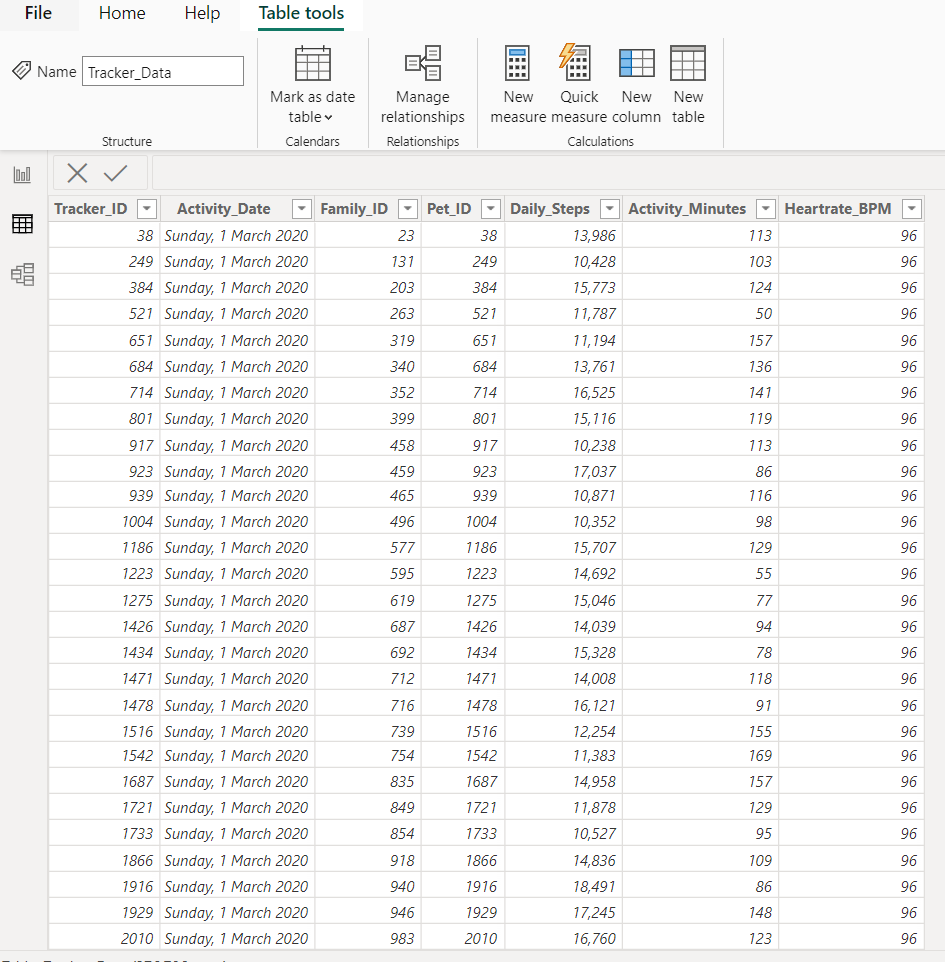 File Home Help Table tools
Name Tracker_Data
Mark as date table
Manage relationships
New measure
Quick measure
New column
New table
Structure Calendars Relationships Calculations
Tracker_ID Activity_Date Family_ID Pet_ID Daily_Steps Activity_Minutes Heartrate_BPM
38 Sunday, 1 March 2020 23 38 13,986 113 96
249 Sunday, 1 March 2020 131 249 10,428 103 96
384 Sunday, 1 March 2020 203 384 15,773 124 96
521 Sunday, 1 March 2020 263 521 11,787 50 96
651 Sunday, 1 March 2020 319 651 11,194 157 96
684 Sunday, 1 March 2020 340 684 13,761 136 96
714 Sunday, 1 March 2020 352 714 16,525 141 96
801 Sunday, 1 March 2020 399 801 15,116 119 96
917 Sunday, 1 March 2020 458 917 10,238 113 96
923 Sunday, 1 March 2020 459 923 17,037 86 96
939 Sunday, 1 March 2020 465 939 10,871 116 96
1004 Sunday, 1 March 2020 496 1004 10,352 98 96
1186 Sunday, 1 March 2020 577 1186 15,707 129 96
1223 Sunday, 1 March 2020 595 1223 14,692 55 96
1275 Sunday, 1 March 2020 619 1275 15,046 77 96
1426 Sunday, 1 March 2020 687 1426 14,039 94 96
1434 Sunday, 1 March 2020 692 1434 15,328 78 96
1471 Sunday, 1 March 2020 712 1471 14,008 118 96
1478 Sunday, 1 March 2020 716 1478 16,121 91 96
1516 Sunday, 1 March 2020 739 1516 12,254 155 96
1542 Sunday, 1 March 2020 754 1542 11,383 169 96
1687 Sunday, 1 March 2020 835 1687 14,958 157 96
1721 Sunday, 1 March 2020 849 1721 11,878 129 96
1733 Sunday, 1 March 2020 854 1733 10,527 95 96
1866 Sunday, 1 March 2020 918 1866 14,836 109 96
1916 Sunday, 1 March 2020 940 1916 18,491 86 96
1929 Sunday, 1 March 2020 946 1929 17,245 148 96
2010 Sunday, 1 March 2020 983 2010 16,760 123 96